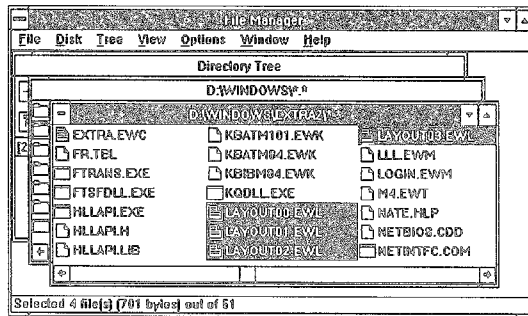 File Manager
File Disk Tree View Options Window Help
Directory Tree
D:\WINDOWS\*.*
D:\WINDOWS\EXTRA2\*.*
EXTRA.EWC KBATM101.EWK LAYOUT03.EWL
FR.TBL KBATM84.EWK LLL.EWM
FTRANS.EXE KBIBM84.EWK LOGIN.EWM
FTSFDLL.EXE KODLL.EXE M4.EWT
HLLAPI.EXE LAYOUT00.EWL NATE.HLP
HLLAPI.H LAYOUT01.EWL NETBIOS.CDD
HLLAPI.LIB LAYOUT02.EWL NETINTFC.COM
Selected 4 file(s) (701 bytes) out of 61